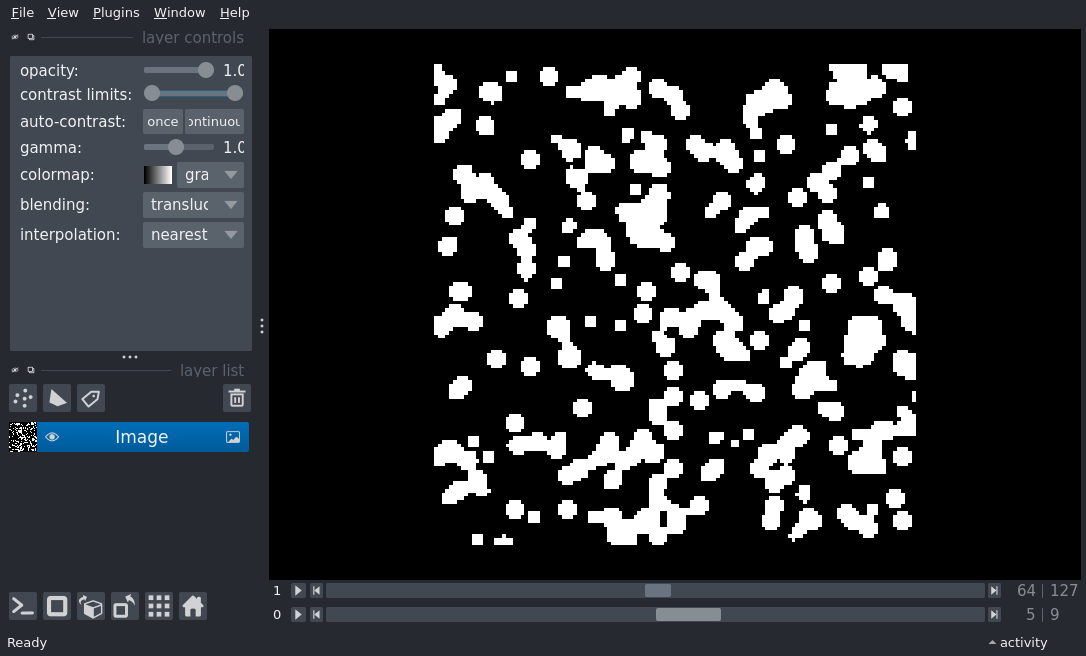 File View Plugins Window Help
layer controls
opacity: 1.0
contrast limits:
auto-contrast: once ontinuou
gamma: 1.0
colormap: gra
blending: transluc
interpolation: nearest
layer list
Image
1 64 | 127
0 5 | 9
Ready activity